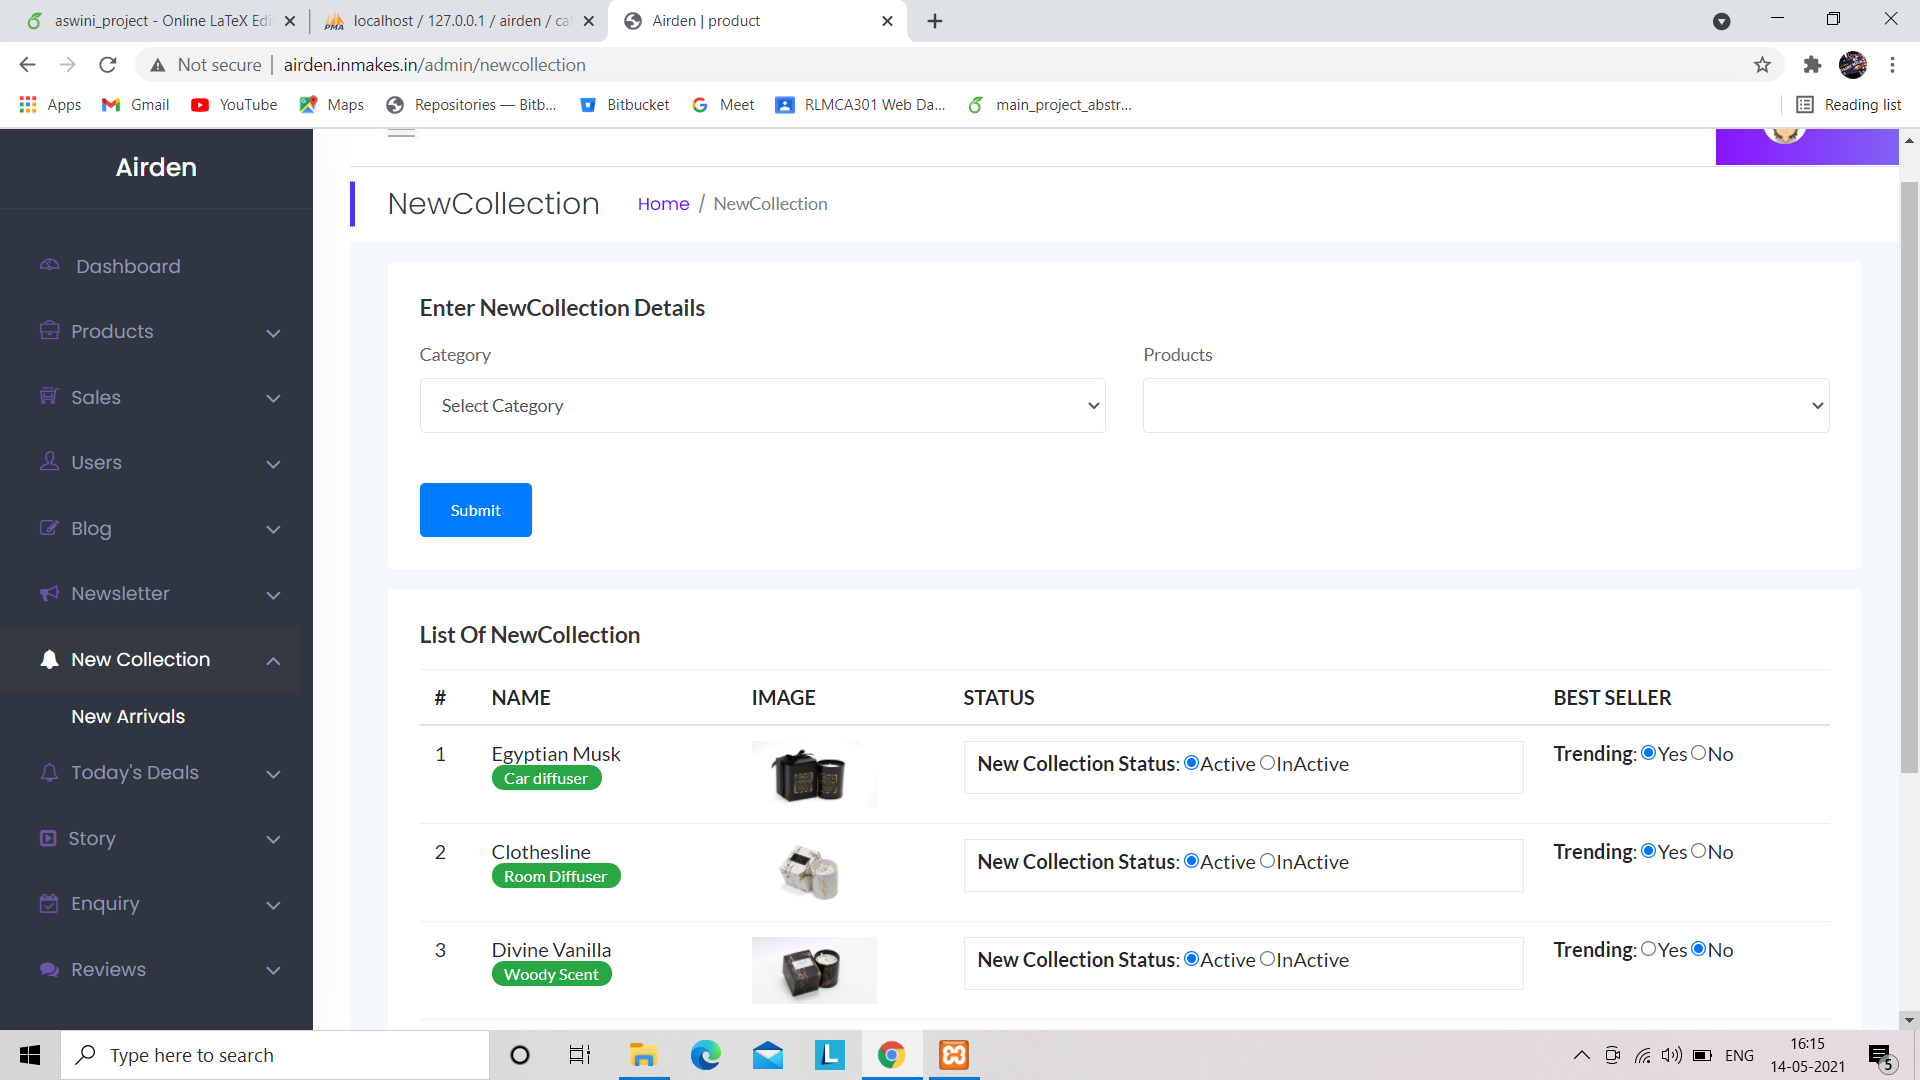 aswini_project - Online LaTeX Edi
localhost / 127.0.0.1 / airden / ca
Airden | product
Not secure
airden.inmakes.in/admin/newcollection
Apps
Gmail
YouTube
Maps
Repositories — Bitb...
Bitbucket
Meet
RLMCA301 Web Da...
main_project_abstr...
Reading list
Airden
Dashboard
Products
Sales
Users
Blog
Newsletter
New Collection
New Arrivals
Today's Deals
Story
Enquiry
Reviews
NewCollection
Home / NewCollection
Enter NewCollection Details
Category
Products
Select Category
Submit
List Of NewCollection
# NAME IMAGE STATUS BEST SELLER
1 Egyptian Musk New Collection Status: Active InActive Trending: Yes No
Car diffuser
2 Clothesline New Collection Status: Active InActive Trending: Yes No
Room Diffuser
3 Divine Vanilla New Collection Status: Active InActive Trending: Yes No
Woody Scent
Type here to search
L
ENG
16:15
14-05-2021
5